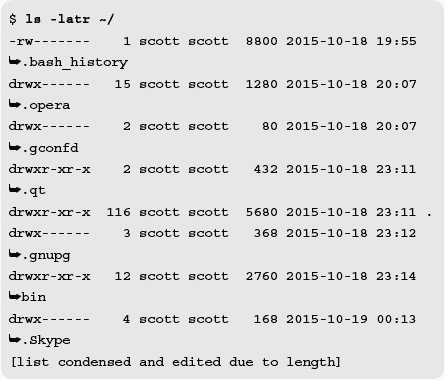 $ ls -latr ~/
-rw------- 1 scott scott 8800 2015-10-18 19:55
➥.bash_history
drwx------ 15 scott scott 1280 2015-10-18 20:07
➥.opera
drwx------ 2 scott scott 80 2015-10-18 20:07
➥.gconfd
drwxr-xr-x 2 scott scott 432 2015-10-18 23:11
➥.qt
drwxr-xr-x 116 scott scott 5680 2015-10-18 23:11 .
drwx------ 3 scott scott 368 2015-10-18 23:12
➥.gnupg
drwxr-xr-x 12 scott scott 2760 2015-10-18 23:14
➥bin
drwx------ 4 scott scott 168 2015-10-19 00:13
➥.Skype
[list condensed and edited due to length]